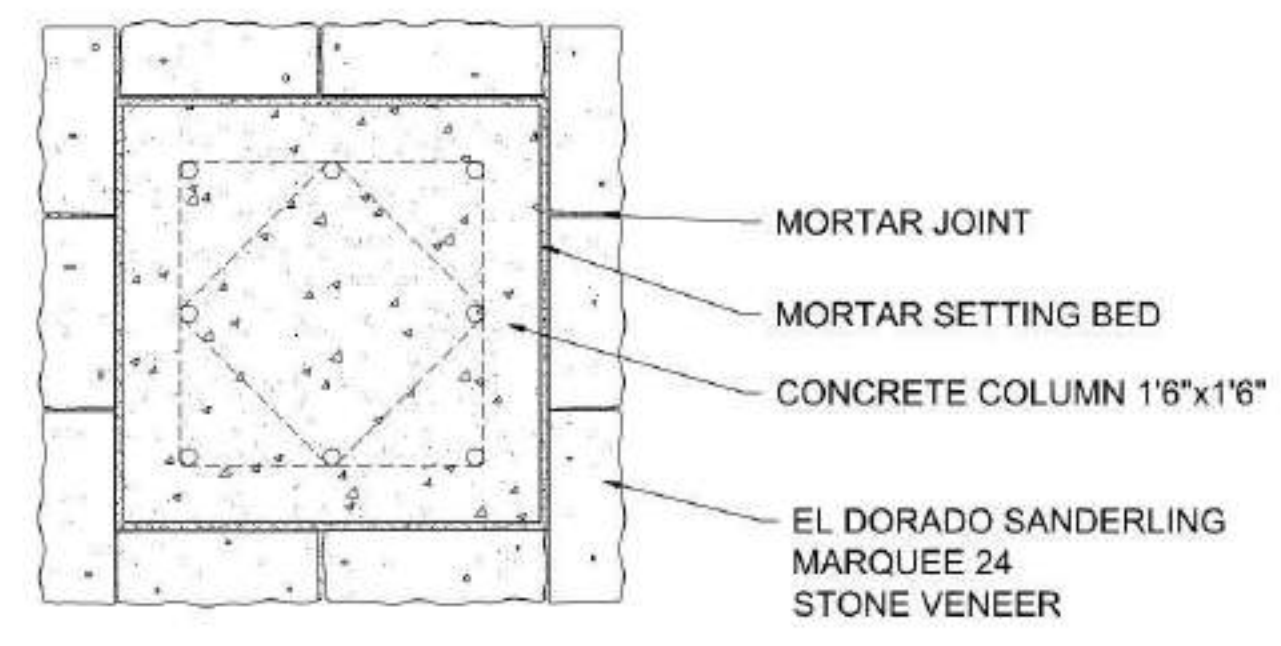 MORTAR JOINT
MORTAR SETTING BED
CONCRETE COLUMN 1'6"x1'6"
EL DORADO SANDERLING
MARQUEE 24
STONE VENEER